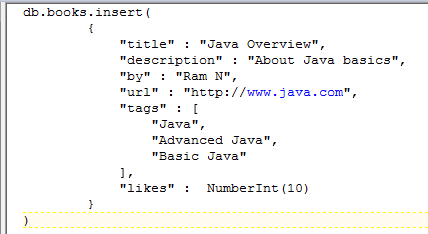 db.books.insert(
{
"title" : "Java Overview",
"description" : "About Java basics",
"by" : "Ram N",
"url" : "http://www.java.com",
"tags" : [
"Java",
"Advanced Java",
"Basic Java"
],
"likes" :  NumberInt(10)
}
)